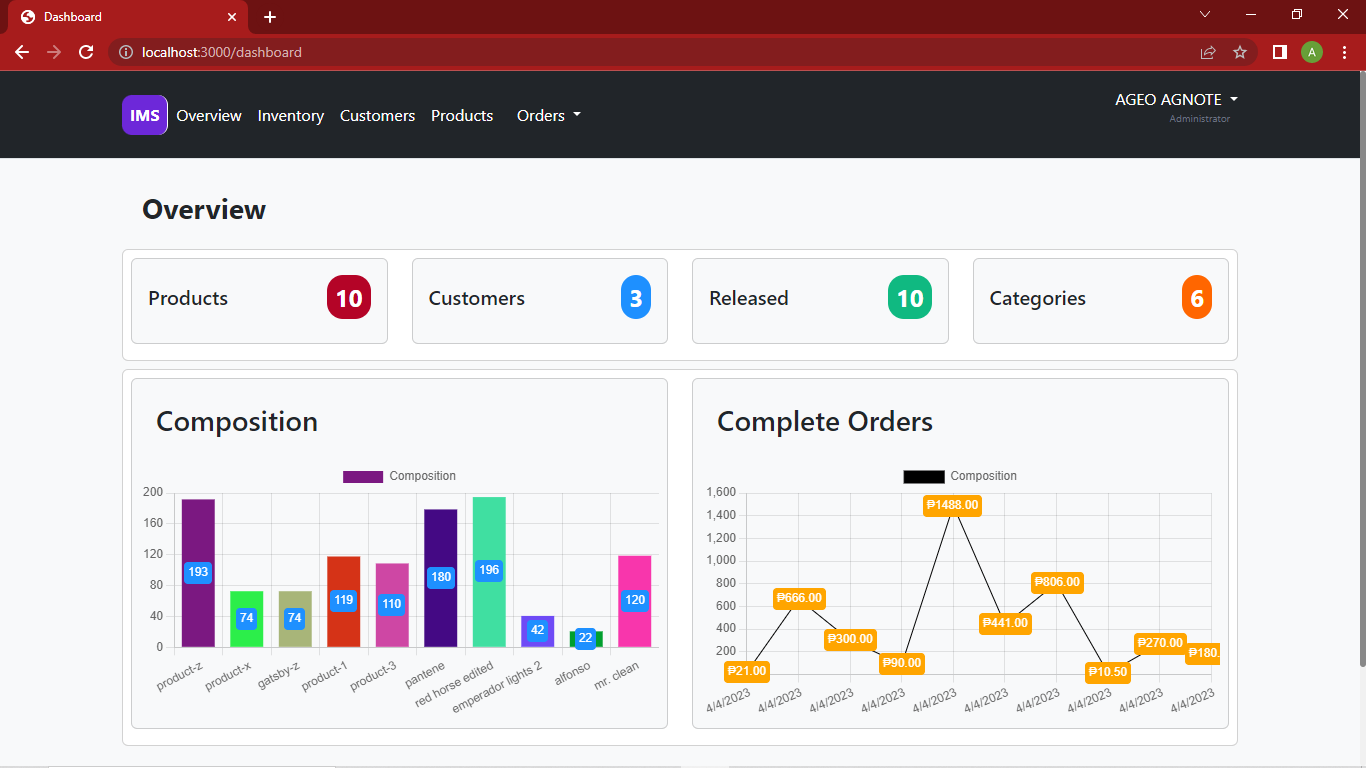 Dashboard
localhost:3000/dashboard
A
IMS Overview Inventory Customers Products Orders
AGEO AGNOTE
Administrator
Overview
Products 10
Customers 3
Released 10
Categories 6
Composition
Composition
200
160
120
80
40
0
193
74
74
119
110
180
196
42
22
120
product-z
product-x
gatsby-z
product-1
product-3
pantene
red horse edited
emperador lights 2
alfonso
mr. clean
Complete Orders
Composition
1,600
1,400
1,200
1,000
800
600
400
200
₱21.00
₱666.00
₱300.00
₱90.00
₱1488.00
₱441.00
₱806.00
₱10.50
₱270.00
₱180.
4/4/2023
4/4/2023
4/4/2023
4/4/2023
4/4/2023
4/4/2023
4/4/2023
4/4/2023
4/4/2023
4/4/2023